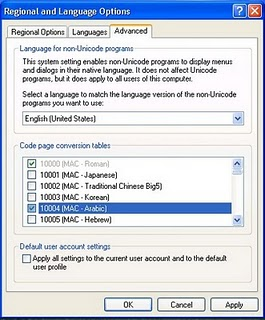 Regional and Language Options
Regional Options Languages Advanced
Language for non-Unicode programs
This system setting enables non-Unicode programs to display menus
and dialogs in their native language. It does not affect Unicode
programs, but it does apply to all users of this computer.
Select a language to match the language version of the non-Unicode
programs you want to use:
English (United States)
Code page conversion tables
10000 (MAC - Roman)
10001 (MAC - Japanese)
10002 (MAC - Traditional Chinese Big5)
10003 (MAC - Korean)
10004 (MAC - Arabic)
10005 (MAC - Hebrew)
Default user account settings
Apply all settings to the current user account and to the default
user profile
OK Cancel Apply